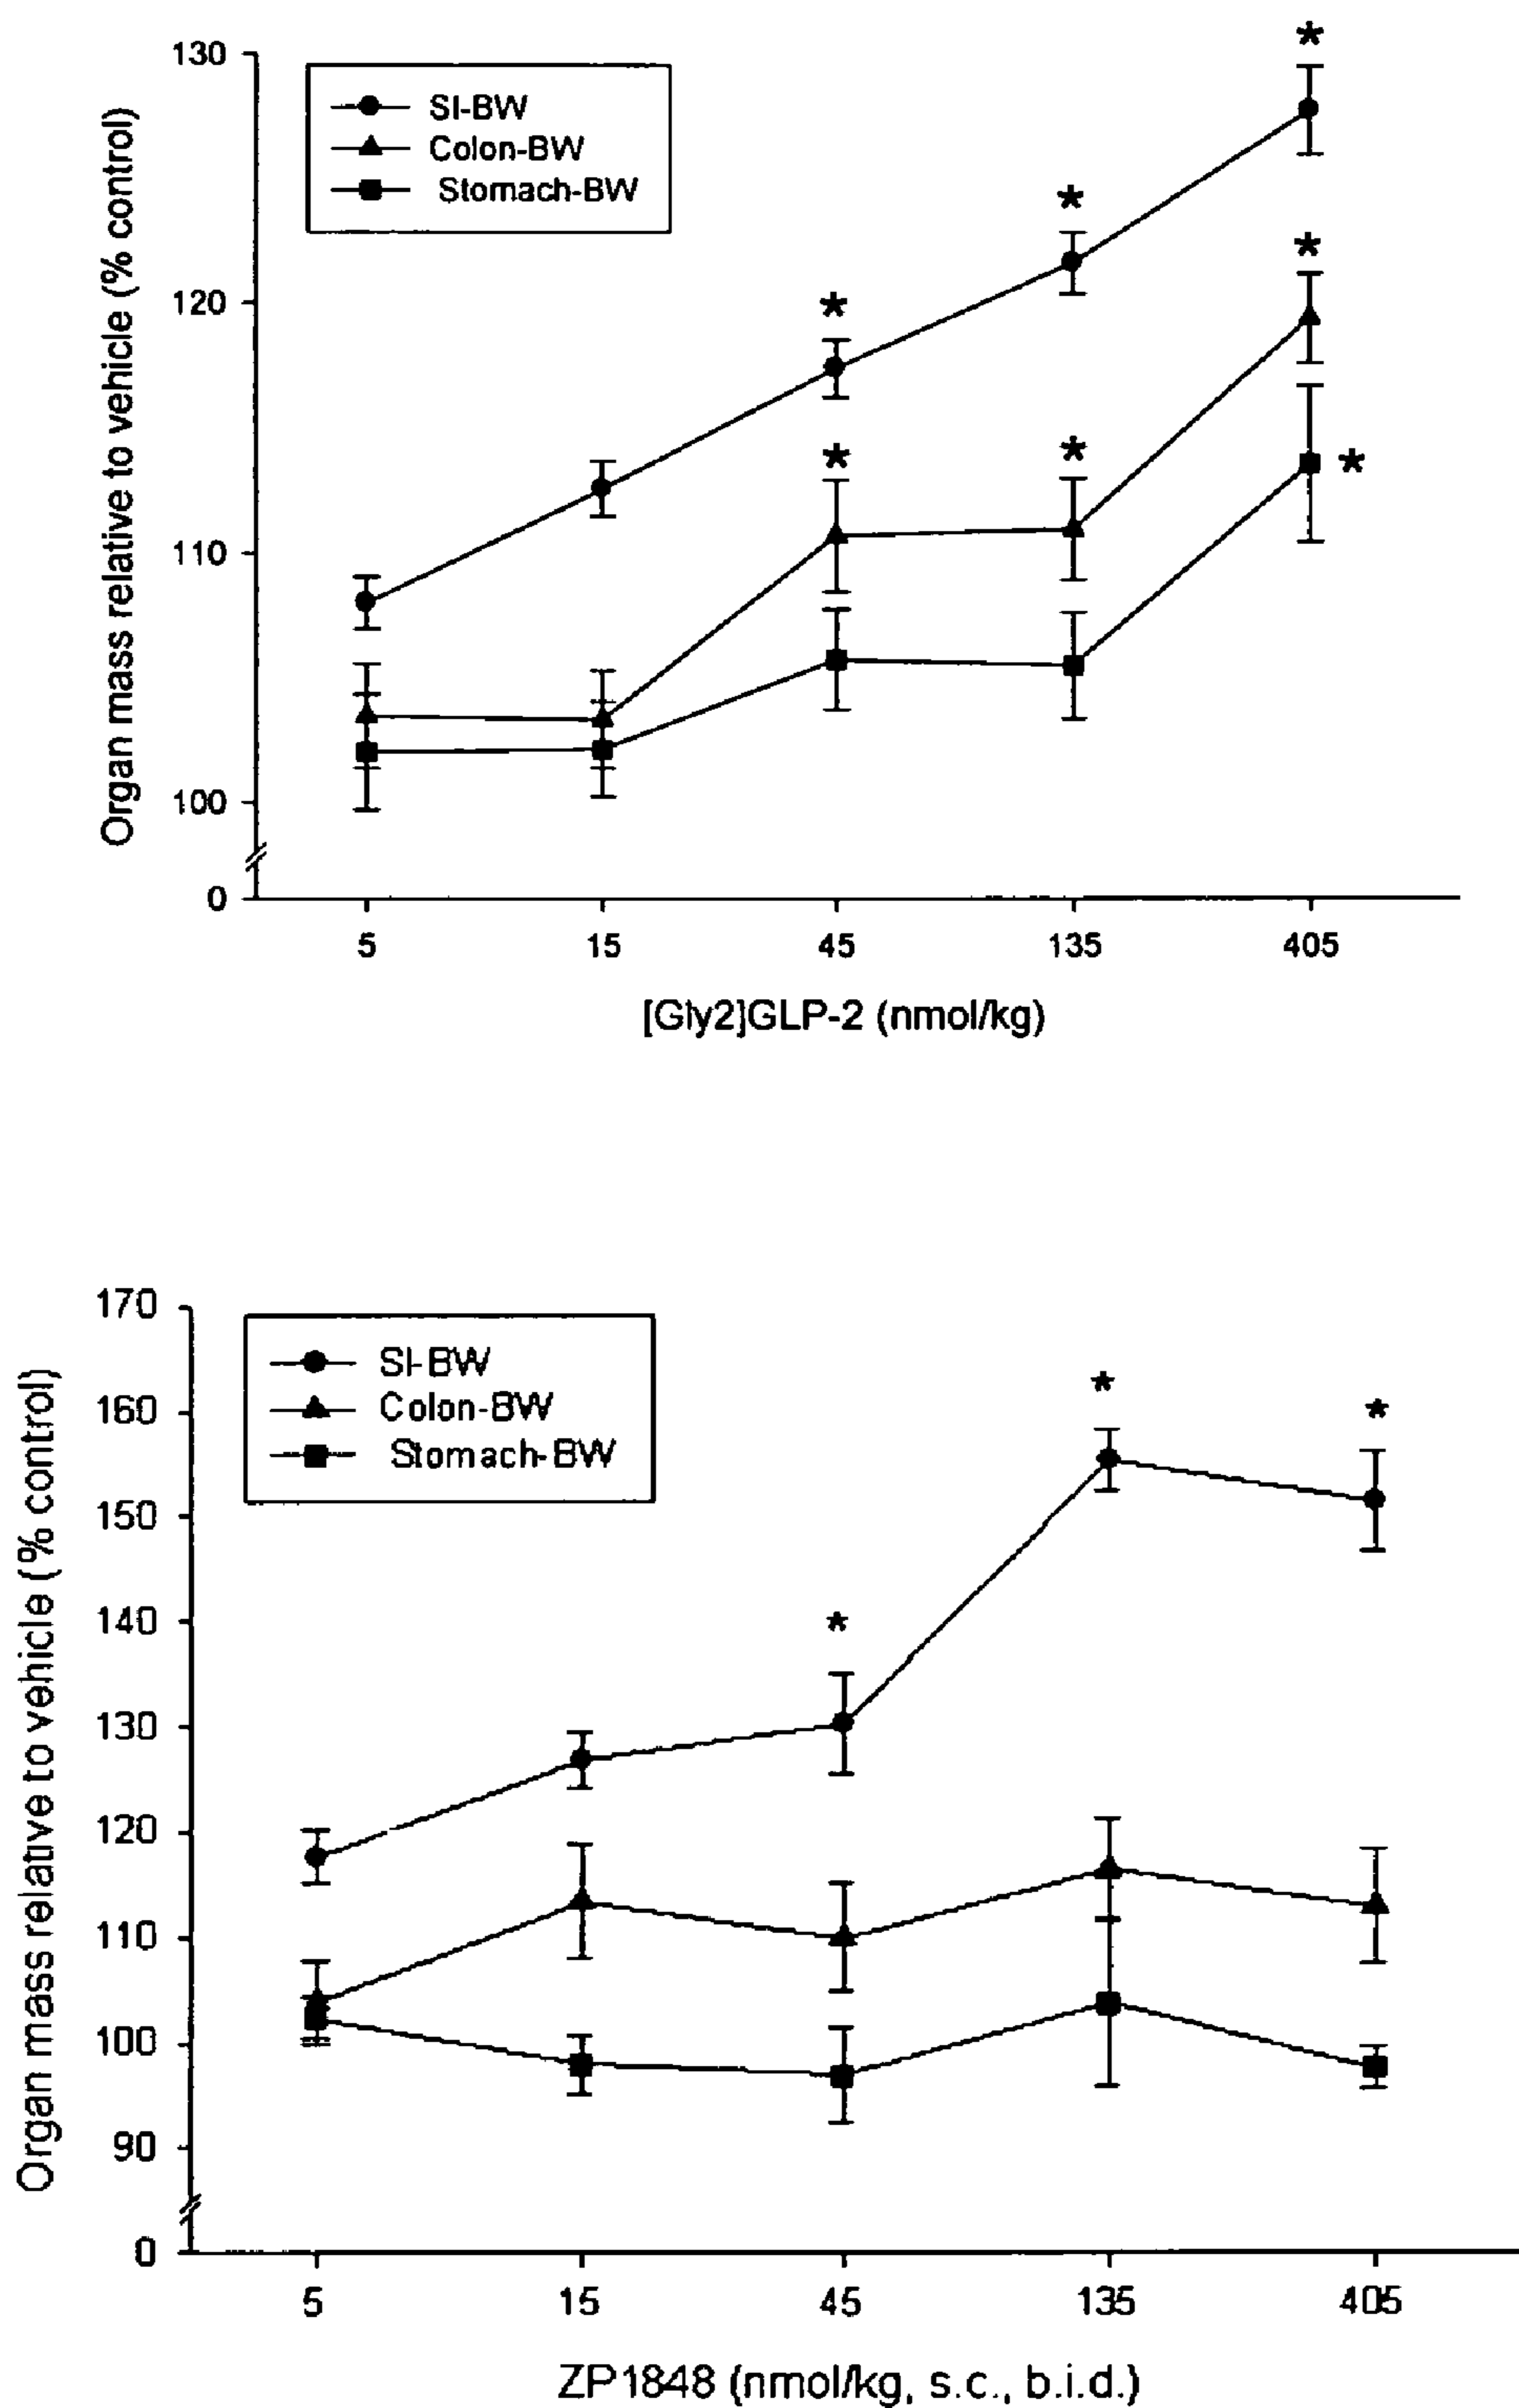 Organ mass relative to vehicle (% control)
130
120
110
100
0
SI-BW
Colon-BW
Stomach-BW
*
*
*
*
*
*
*
5 15 45 135 405
[Gly2]GLP-2 (nmol/kg)
Organ mass relative to vehicle (% control)
170
160
150
140
130
120
110
100
90
0
SI-BW
Colon-BW
Stomach-BW
*
*
*
5 15 45 135 405
ZP1848 (nmol/kg, s.c., b.i.d.)